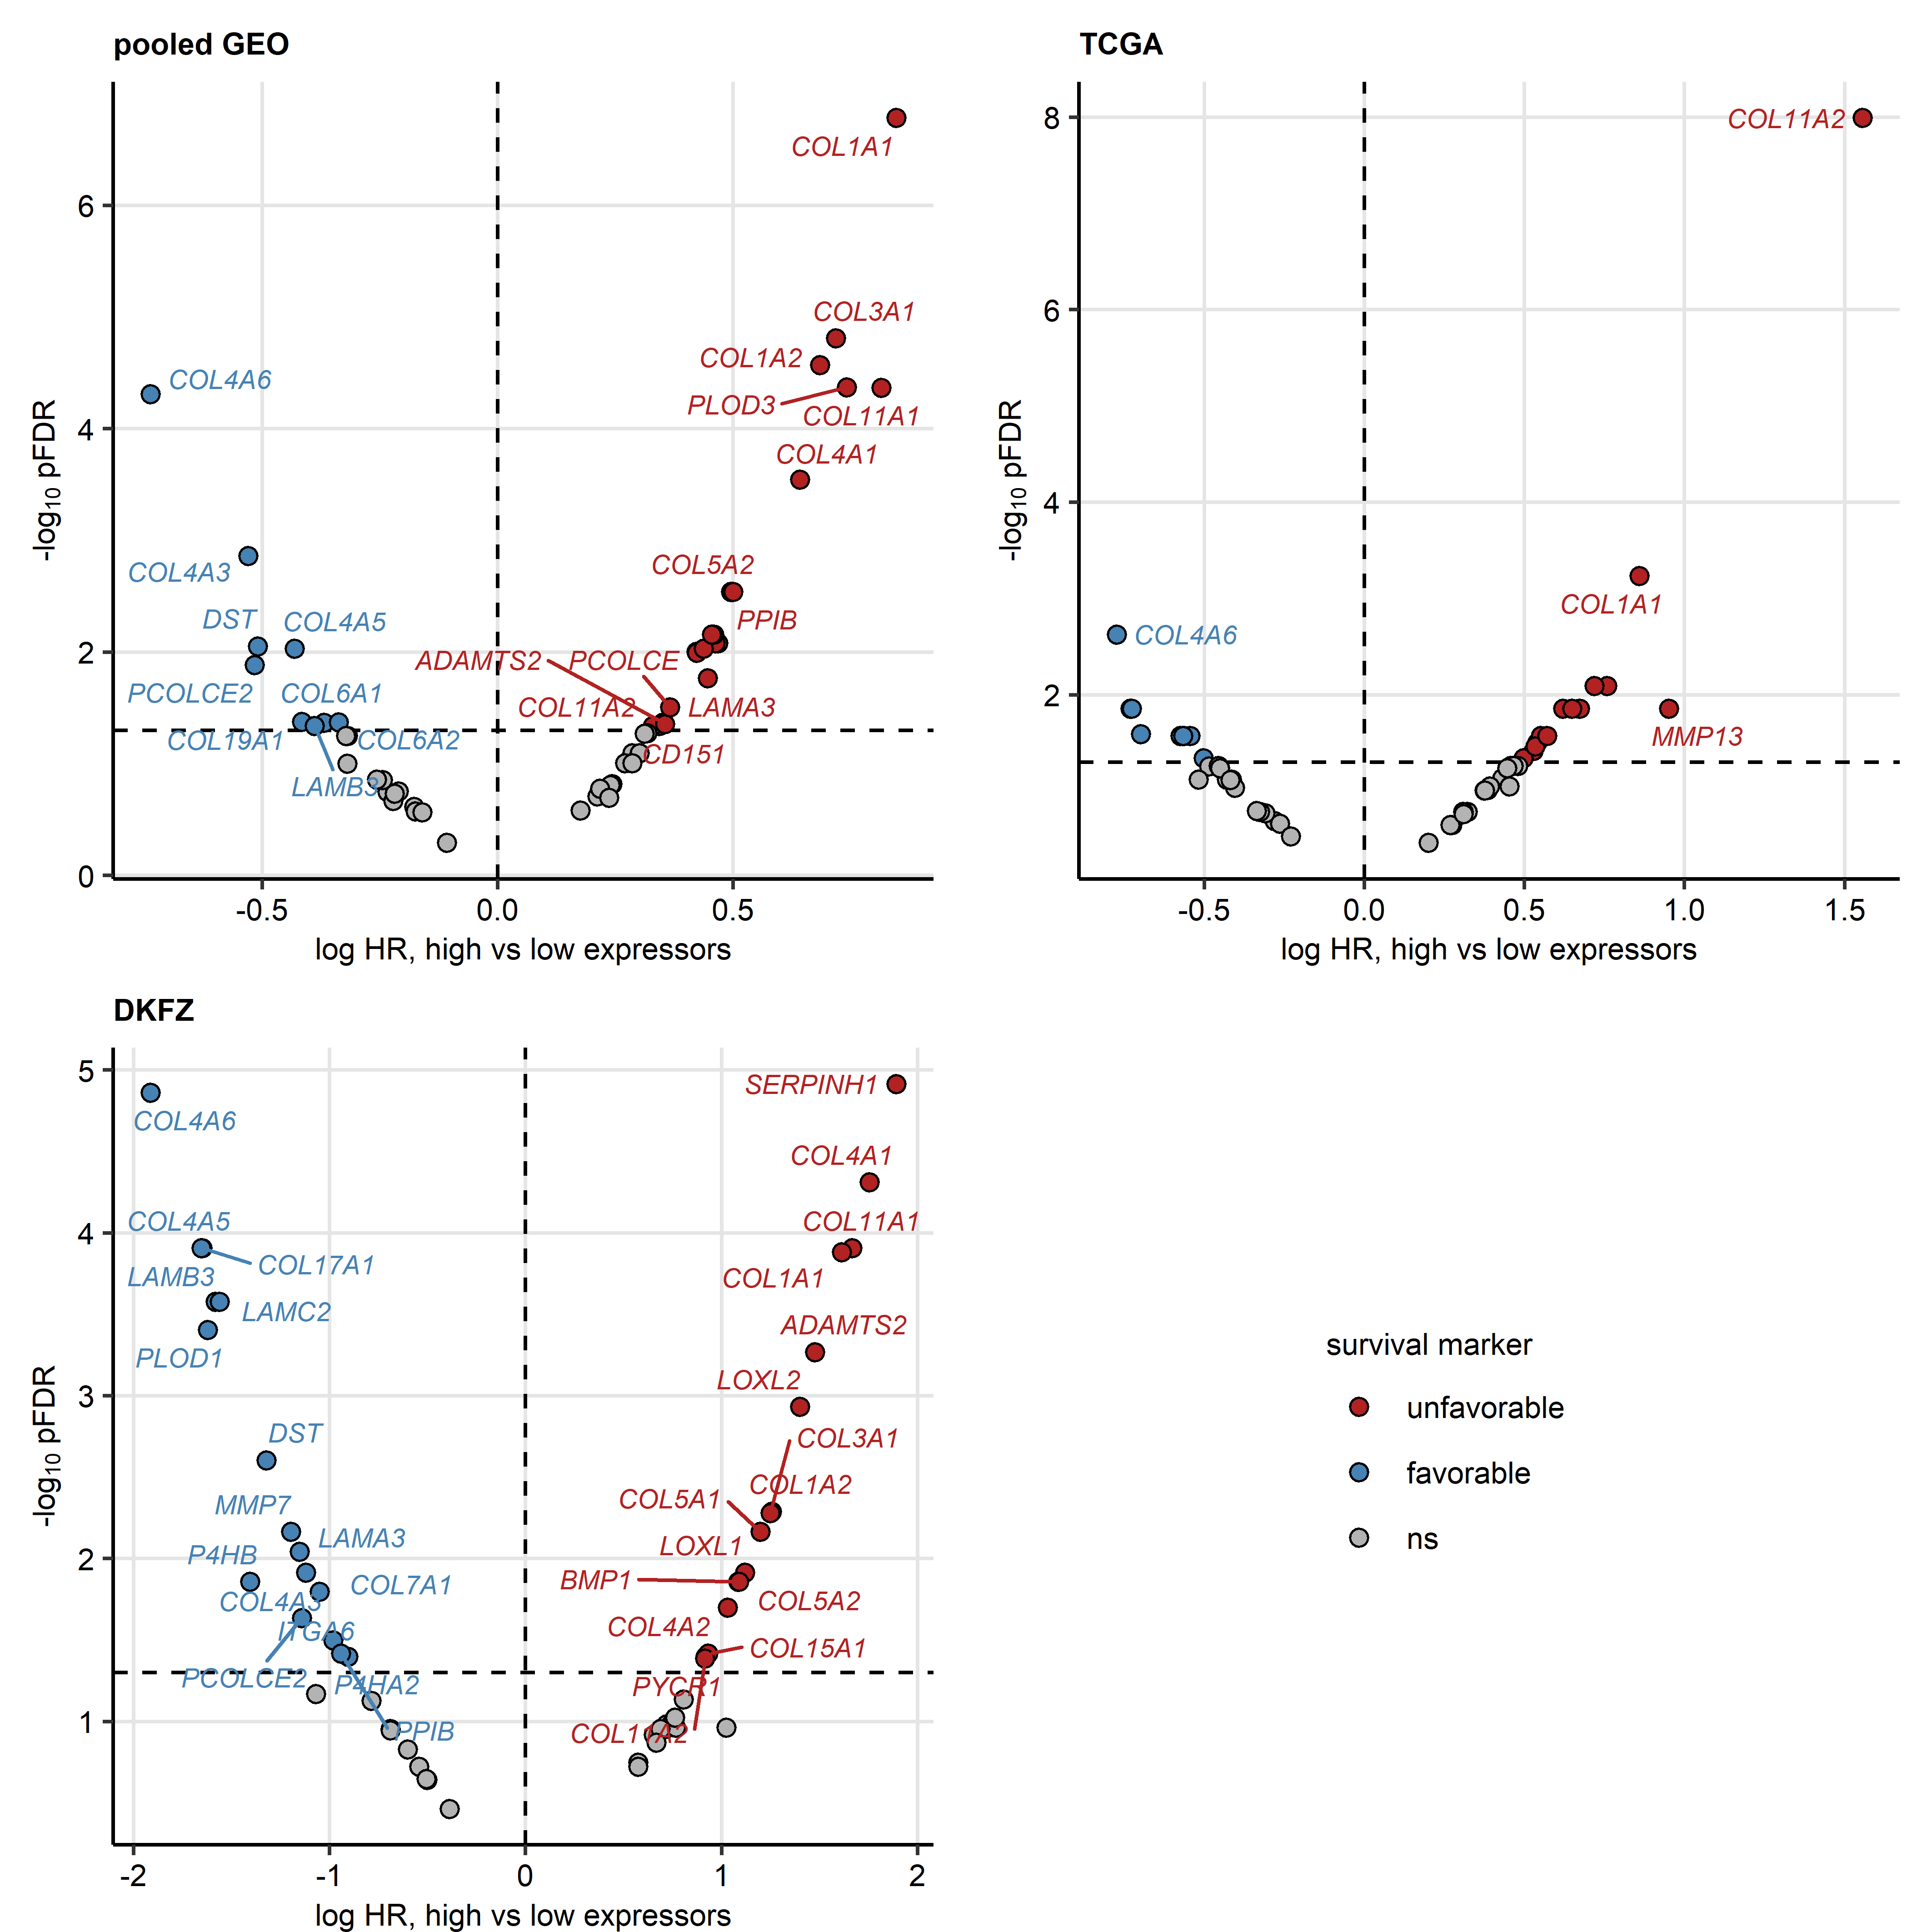 pooled GEO
-log10 pFDR
6
4
2
0
COL1A1
COL3A1
COL1A2
COL4A6
PLOD3
COL11A1
COL4A1
COL4A3
COL5A2
DST
COL4A5
PPIB
ADAMTS2
PCOLCE
PCOLCE2
COL6A1
COL11A2
LAMA3
COL19A1
COL6A2
CD151
LAMB3
-0.5
0.0
0.5
log HR, high vs low expressors
TCGA
-log10 pFDR
8
6
4
2
COL11A2
COL1A1
COL4A6
MMP13
-0.5
0.0
0.5
1.0
1.5
log HR, high vs low expressors
DKFZ
-log10 pFDR
5
4
3
2
1
SERPINH1
COL4A6
COL4A1
COL4A5
COL11A1
COL17A1
LAMB3
COL1A1
LAMC2
ADAMTS2
PLOD1
LOXL2
DST
COL3A1
COL1A2
MMP7
COL5A1
LAMA3
LOXL1
P4HB
BMP1
COL7A1
COL4A3
COL5A2
ITGA6
COL4A2
COL15A1
PCOLCE2
P4HA2
PYCR1
PPIB
COL11A2
-2
-1
0
1
2
log HR, high vs low expressors
survival marker
unfavorable
favorable
ns